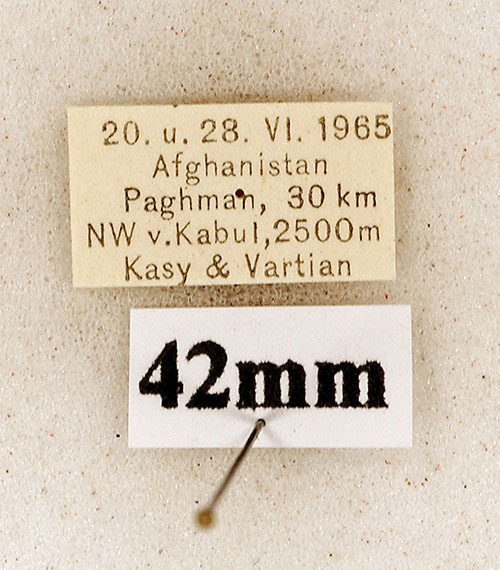 20. u. 28. VI. 1965
Afghanistan
Paghman, 30 km
NW v.Kabul,2500m
Kasy & Vartian
42mm